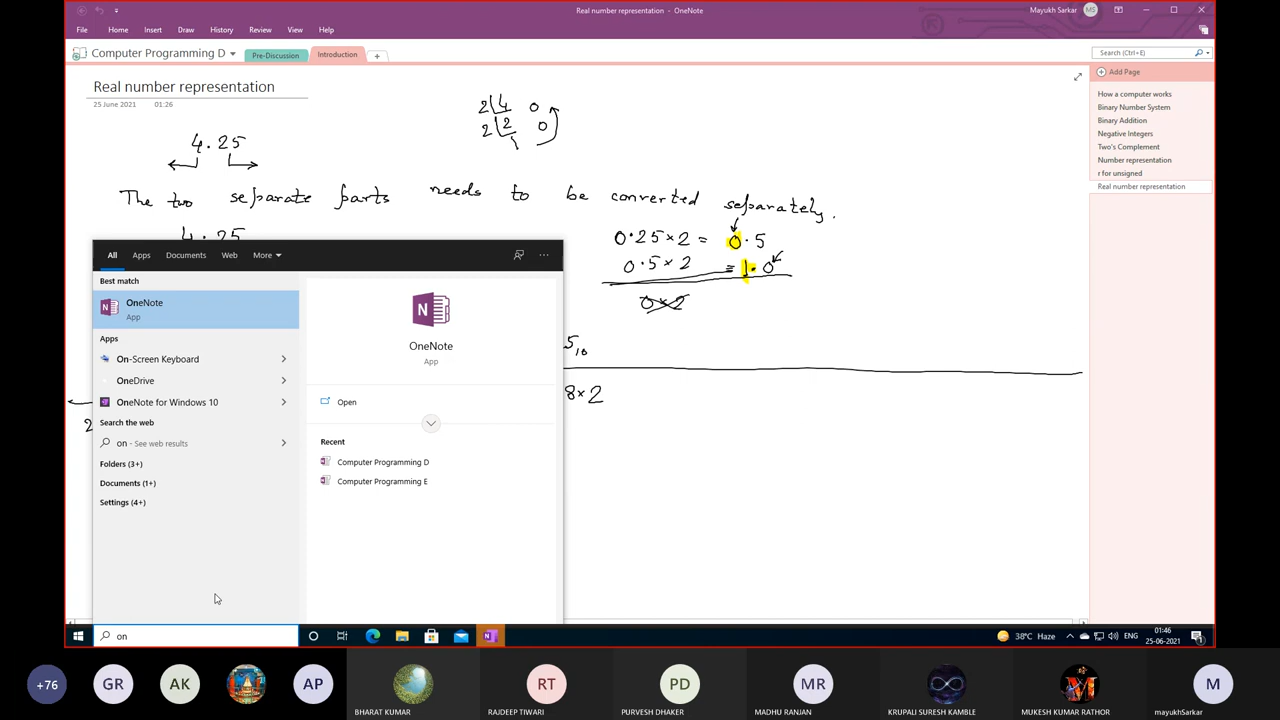 Real number representation - OneNote
Mayukh Sarkar MS
File Home Insert Draw History Review View Help
Computer Programming D Pre-Discussion Introduction
Search (Ctrl+E)
Add Page
How a computer works
Binary Number System
Binary Addition
Negative Integers
Two's Complement
Number representation
r for unsigned
Real number representation
Real number representation
25 June 2021 01:26
2 4 0
2 2 0
1
4.25
The two separate parts needs to be converted separately.
4.25
0.25×2 = 0.5
0.5×2 = 1.0
0×2
5₁₀
8×2
2
All Apps Documents Web More
Best match
OneNote
App
Apps
On-Screen Keyboard
OneDrive
OneNote for Windows 10
Search the web
on - See web results
Folders (3+)
Documents (1+)
Settings (4+)
OneNote
App
Open
Recent
Computer Programming D
Computer Programming E
on
38°C Haze
ENG
01:46
25-06-2021
1
+76 GR AK AP RT PD MR M M
BHARAT KUMAR RAJDEEP TIWARI PURVESH DHAKER MADHU RANJAN KRUPALI SURESH KAMBLE MUKESH KUMAR RATHOR mayukhSarkar